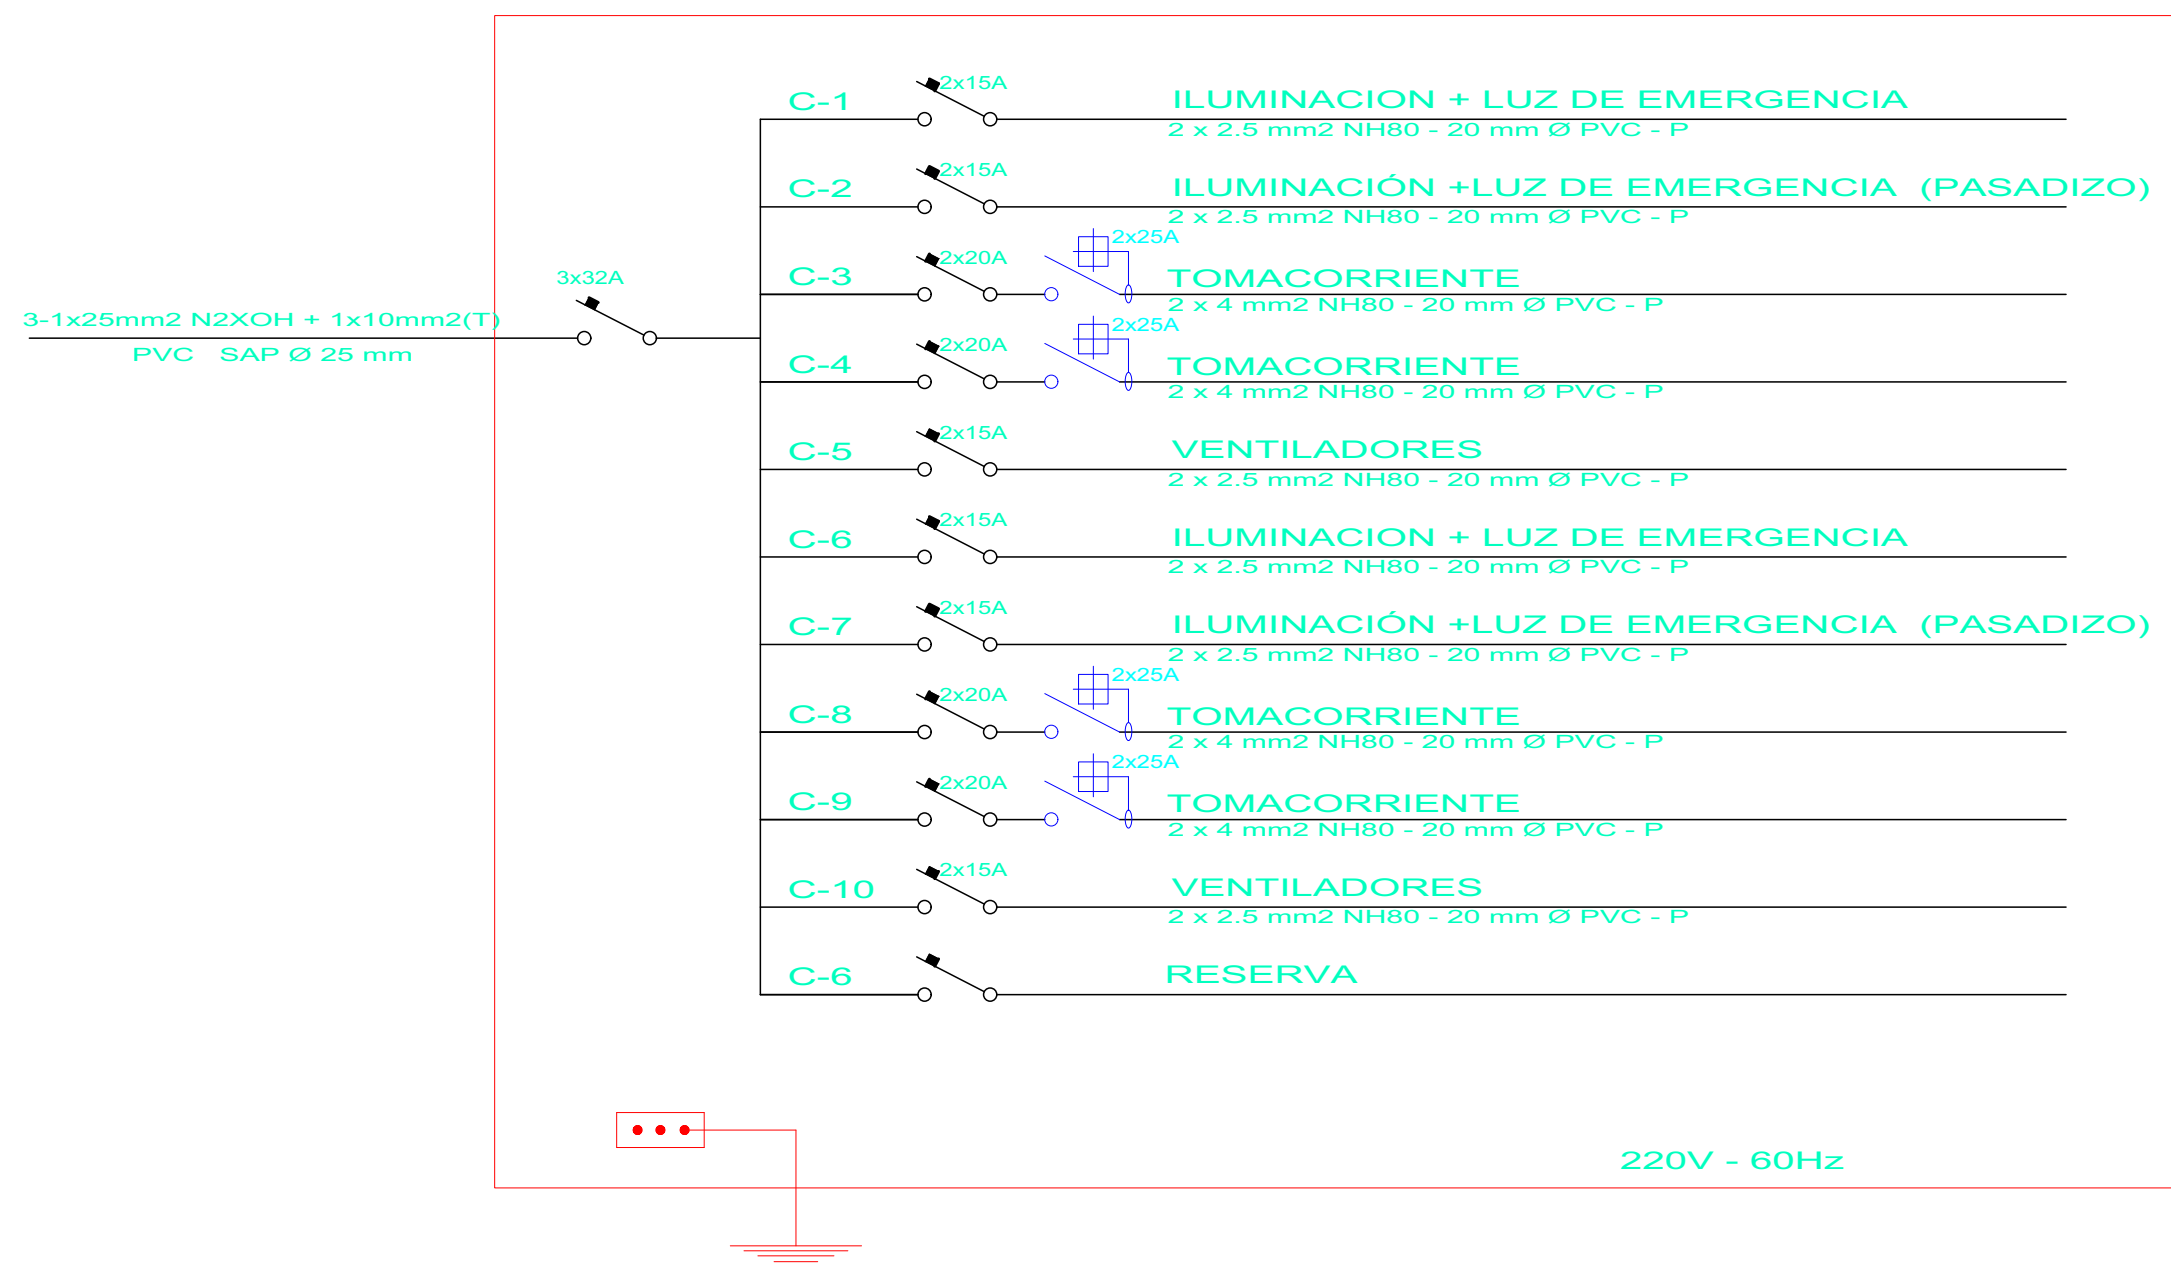 3-1x25mm2 N2XOH + 1x10mm2(T)
PVC SAP Ø 25 mm
3x32A
C-1
2x15A
ILUMINACION + LUZ DE EMERGENCIA
2 x 2.5 mm2 NH80 - 20 mm Ø PVC - P
C-2
2x15A
ILUMINACIÓN +LUZ DE EMERGENCIA (PASADIZO)
2 x 2.5 mm2 NH80 - 20 mm Ø PVC - P
C-3
2x20A
2x25A
TOMACORRIENTE
2 x 4 mm2 NH80 - 20 mm Ø PVC - P
C-4
2x20A
2x25A
TOMACORRIENTE
2 x 4 mm2 NH80 - 20 mm Ø PVC - P
C-5
2x15A
VENTILADORES
2 x 2.5 mm2 NH80 - 20 mm Ø PVC - P
C-6
2x15A
ILUMINACION + LUZ DE EMERGENCIA
2 x 2.5 mm2 NH80 - 20 mm Ø PVC - P
C-7
2x15A
ILUMINACIÓN +LUZ DE EMERGENCIA (PASADIZO)
2 x 2.5 mm2 NH80 - 20 mm Ø PVC - P
C-8
2x20A
2x25A
TOMACORRIENTE
2 x 4 mm2 NH80 - 20 mm Ø PVC - P
C-9
2x20A
2x25A
TOMACORRIENTE
2 x 4 mm2 NH80 - 20 mm Ø PVC - P
C-10
2x15A
VENTILADORES
2 x 2.5 mm2 NH80 - 20 mm Ø PVC - P
C-6
RESERVA
220V - 60Hz